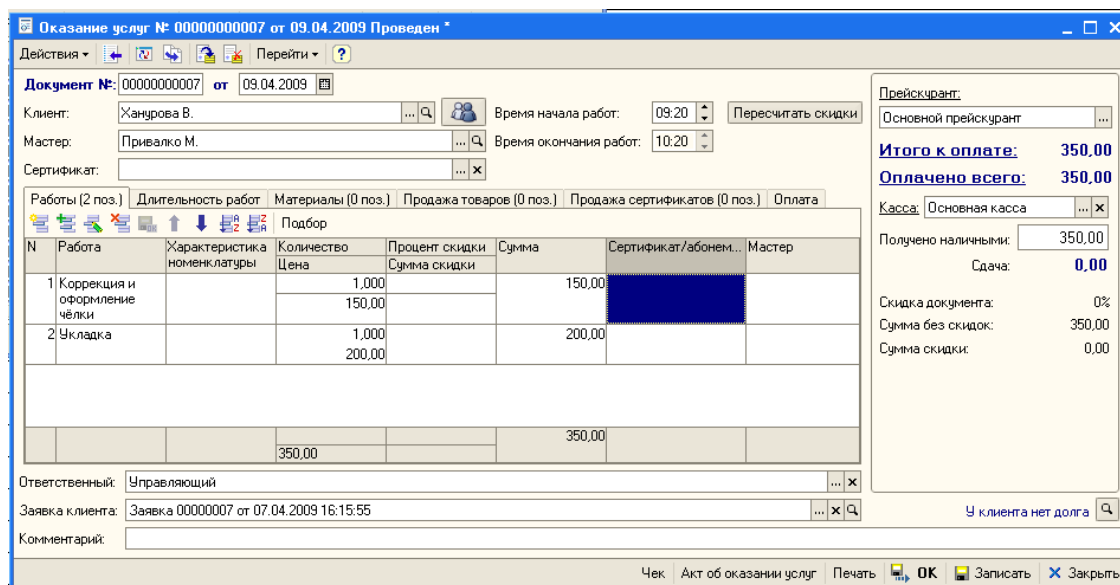 Оказание услуг № 00000000007 от 09.04.2009 Проведен *
Действия Перейти ?
Документ №: 00000000007 от 09.04.2009
Клиент: Ханурова В. ... Время начала работ: 09:20 Пересчитать скидки
Мастер: Привалко М. ... Время окончания работ: 10:20
Сертификат: ... x
Работы (2 поз.) Длительность работ Материалы (0 поз.) Продажа товаров (0 поз.) Продажа сертификатов (0 поз.) Оплата
Подбор
N Работа Характеристика номенклатуры Количество Процент скидки Сумма Сертификат/абонем... Мастер
Цена Сумма скидки
1 Коррекция и оформление чёлки 1,000 150,00
150,00
2 Укладка 1,000 200,00
200,00
350,00
350,00
Ответственный: Управляющий ... x
Заявка клиента: Заявка 00000007 от 07.04.2009 16:15:55 ... x
Комментарий:
Прейскурант:
Основной прейскурант ...
Итого к оплате: 350,00
Оплачено всего: 350,00
Касса: Основная касса ... x
Получено наличными: 350,00
Сдача: 0,00
Скидка документа: 0%
Сумма без скидок: 350,00
Сумма скидки: 0,00
У клиента нет долга
Чек Акт об оказании услуг Печать OK Записать Закрыть